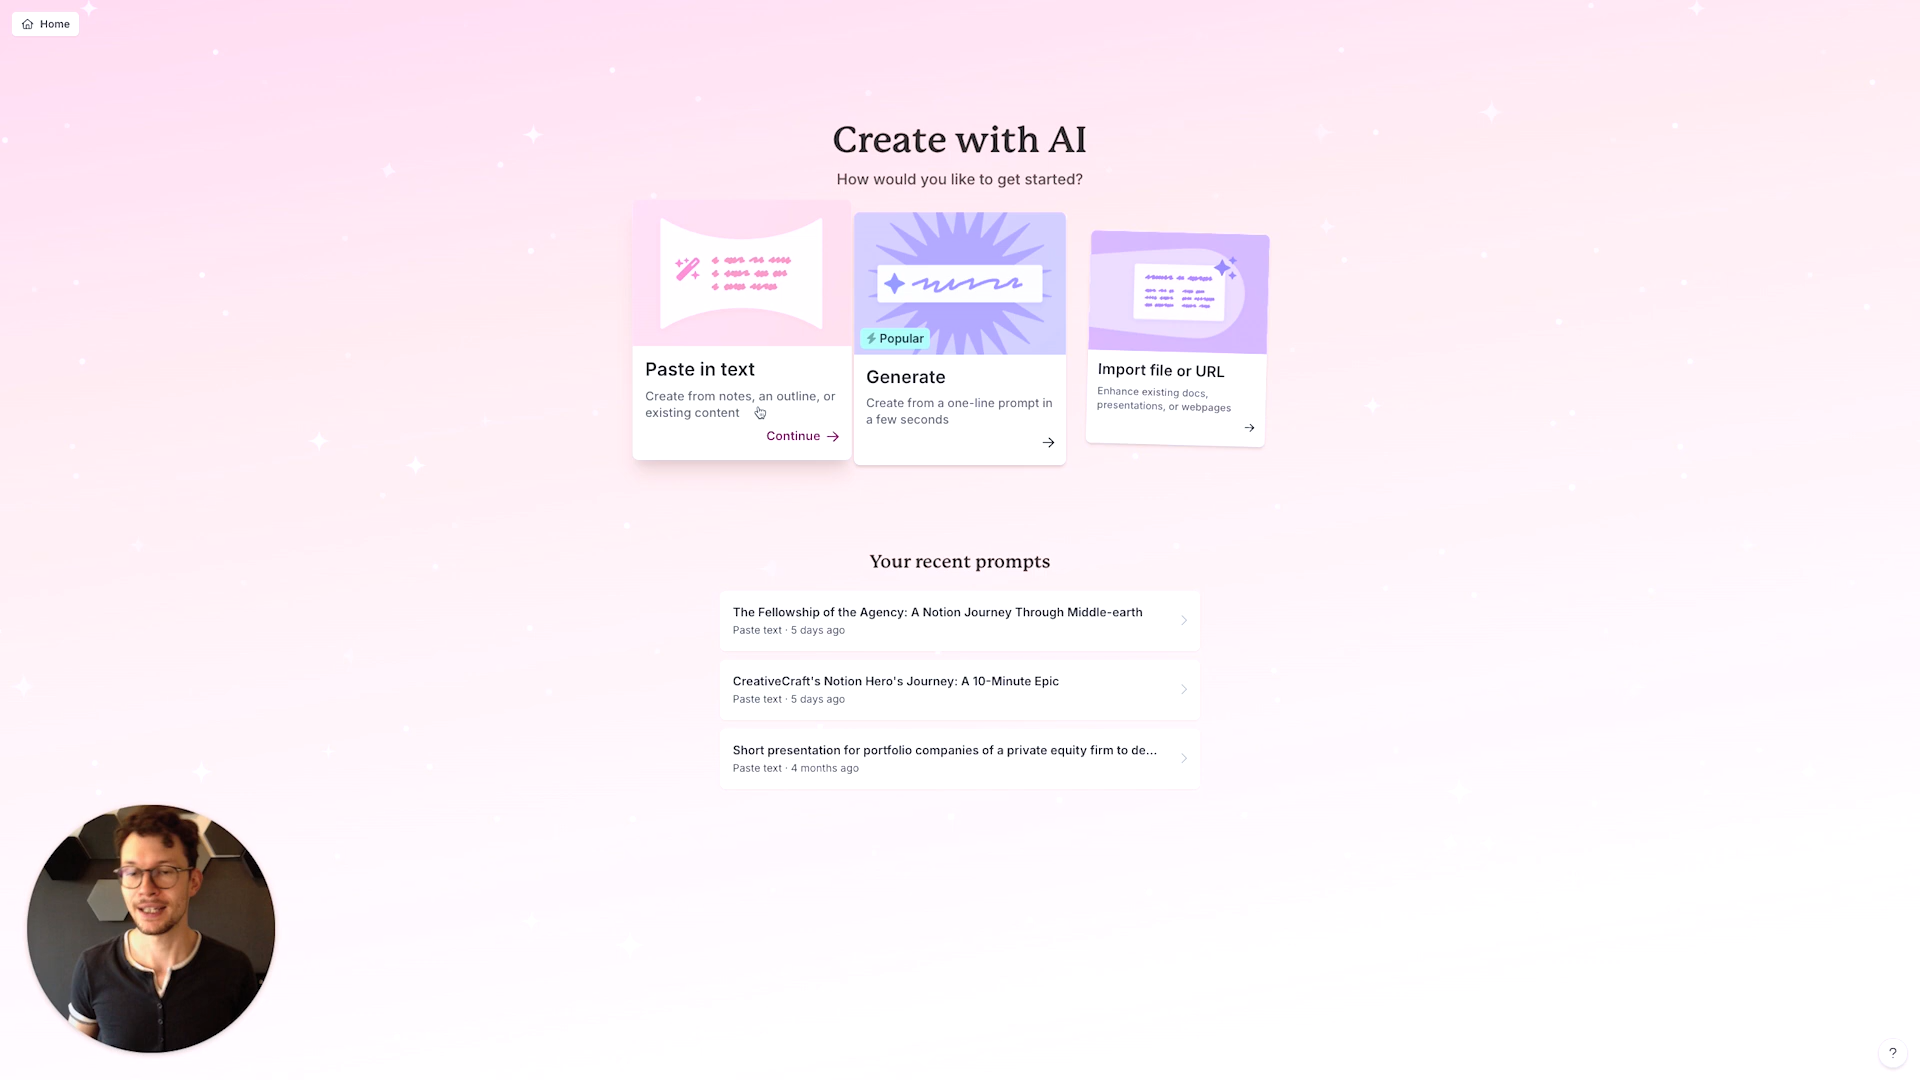 Home
Create with AI
How would you like to get started?
Paste in text
Create from notes, an outline, or
existing content
Continue
Popular
Generate
Create from a one-line prompt in
a few seconds
Import file or URL
Enhance existing docs,
presentations, or webpages
Your recent prompts
The Fellowship of the Agency: A Notion Journey Through Middle-earth
Paste text · 5 days ago
CreativeCraft's Notion Hero's Journey: A 10-Minute Epic
Paste text · 5 days ago
Short presentation for portfolio companies of a private equity firm to de...
Paste text · 4 months ago
?